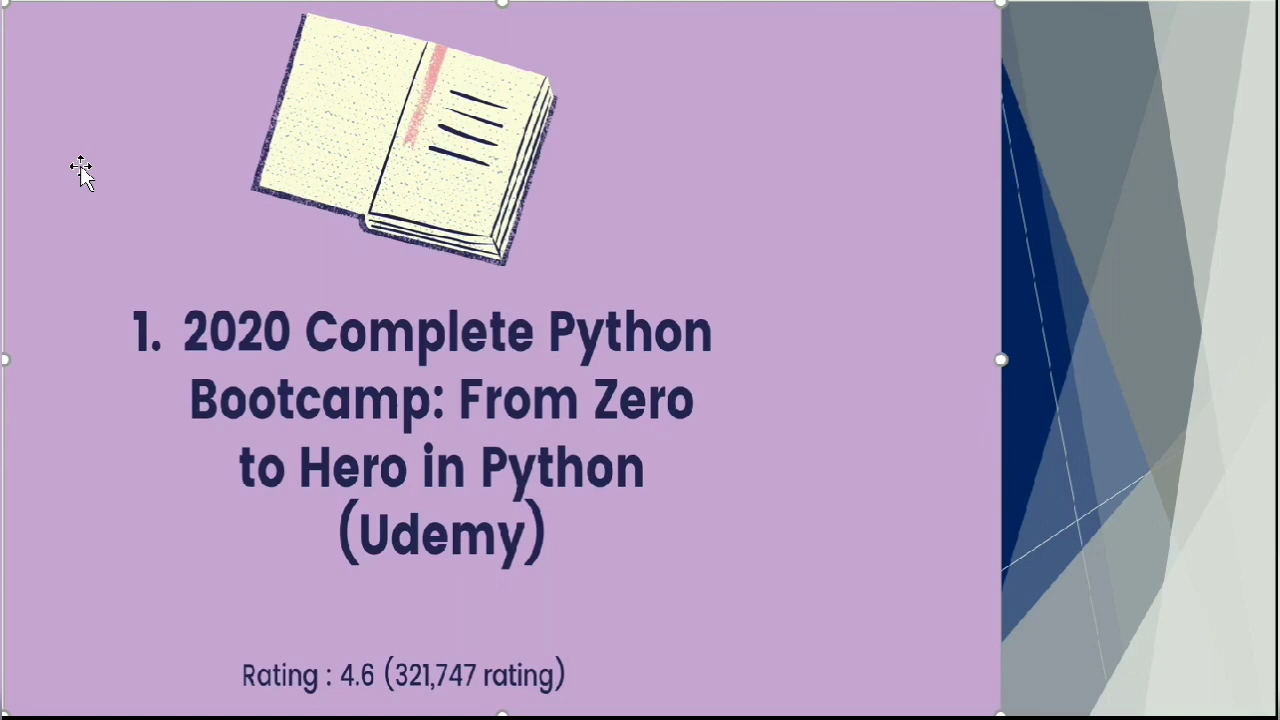 1. 2020 Complete Python
Bootcamp: From Zero
to Hero in Python
(Udemy)
Rating : 4.6 (321,747 rating)